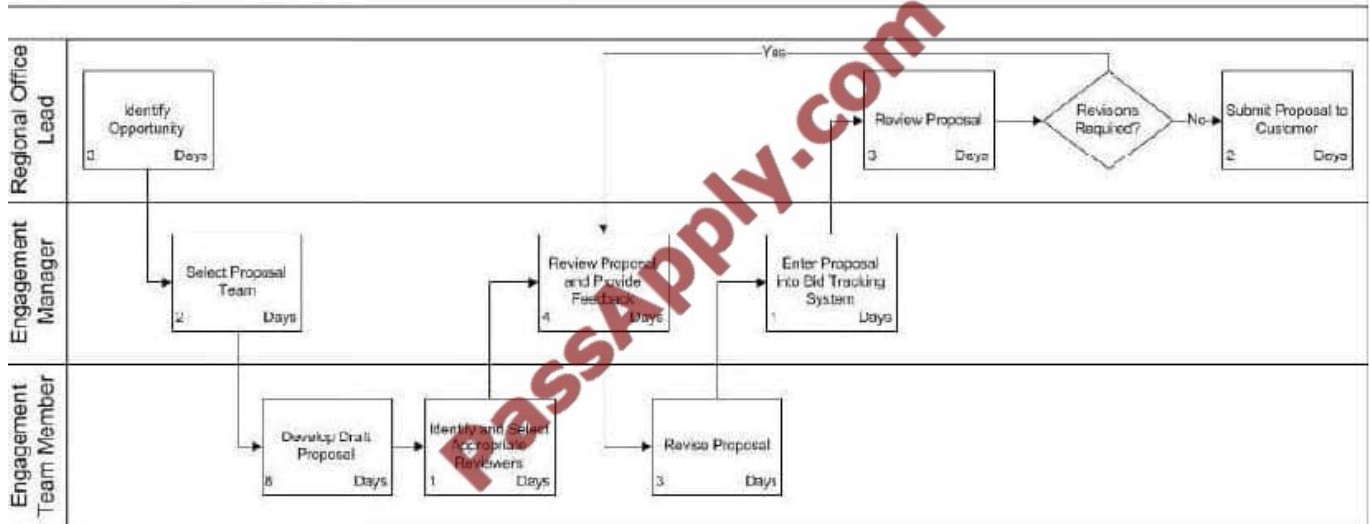 Regional Office
Lead
Identify
Opportunity
Days
Yes
Review Proposal
3 Days
Revisons
Required?
No
Submit Proposal to
Customer
2 Days
Engagement
Manager
Select Proposal
Team
2 Days
Review Proposal
and Provide
Feedback
4 Days
Enter Proposal
into Bid Tracking
System
1 Days
Engagement
Team Member
Develop Draft
Proposal
8 Days
Identify and Select
Appropriate
Reviewers
1 Days
Revise Proposal
3 Days
PassApply.com